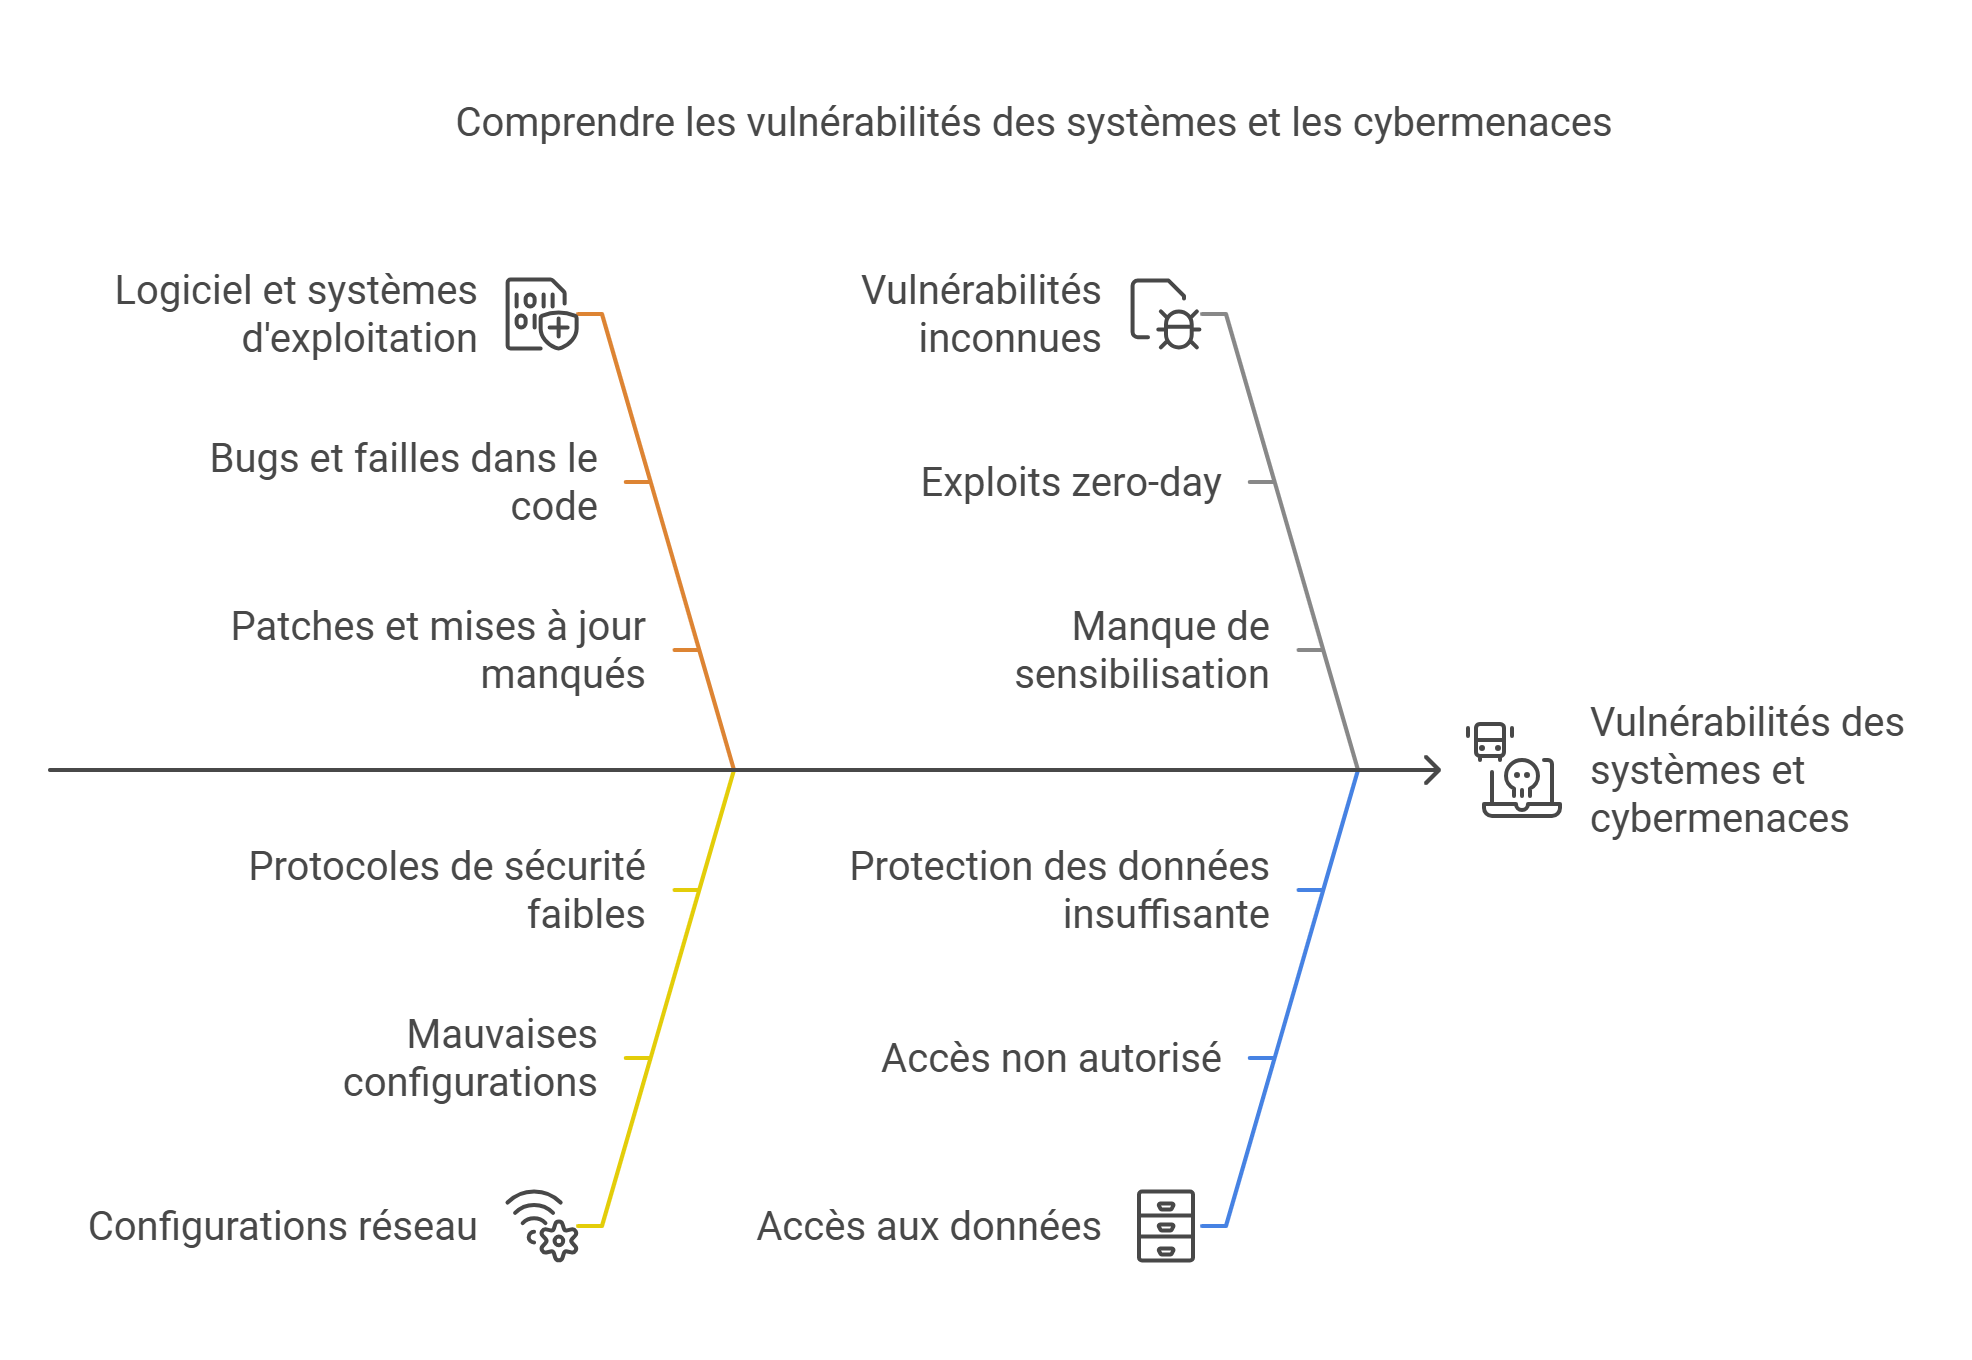 Comprendre les vulnérabilités des systèmes et les cybermenaces
Logiciel et systèmes
d'exploitation
Bugs et failles dans le
code
Patches et mises à jour
manqués
Vulnérabilités
inconnues
Exploits zero-day
Manque de
sensibilisation
Vulnérabilités des
systèmes et
cybermenaces
Protocoles de sécurité
faibles
Mauvaises
configurations
Configurations réseau
Protection des données
insuffisante
Accès non autorisé
Accès aux données